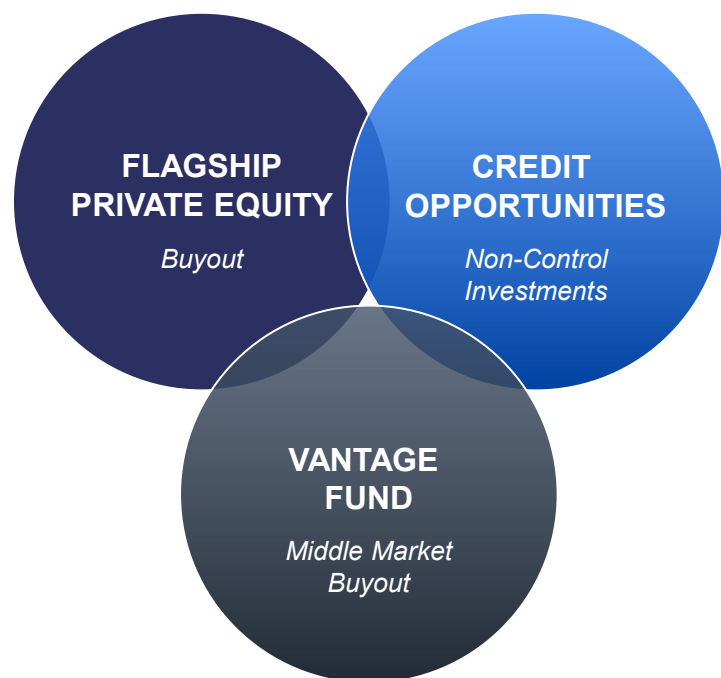 FLAGSHIP
PRIVATE EQUITY
Buyout
CREDIT
OPPORTUNITIES
Non-Control
Investments
VANTAGE
FUND
Middle Market
Buyout